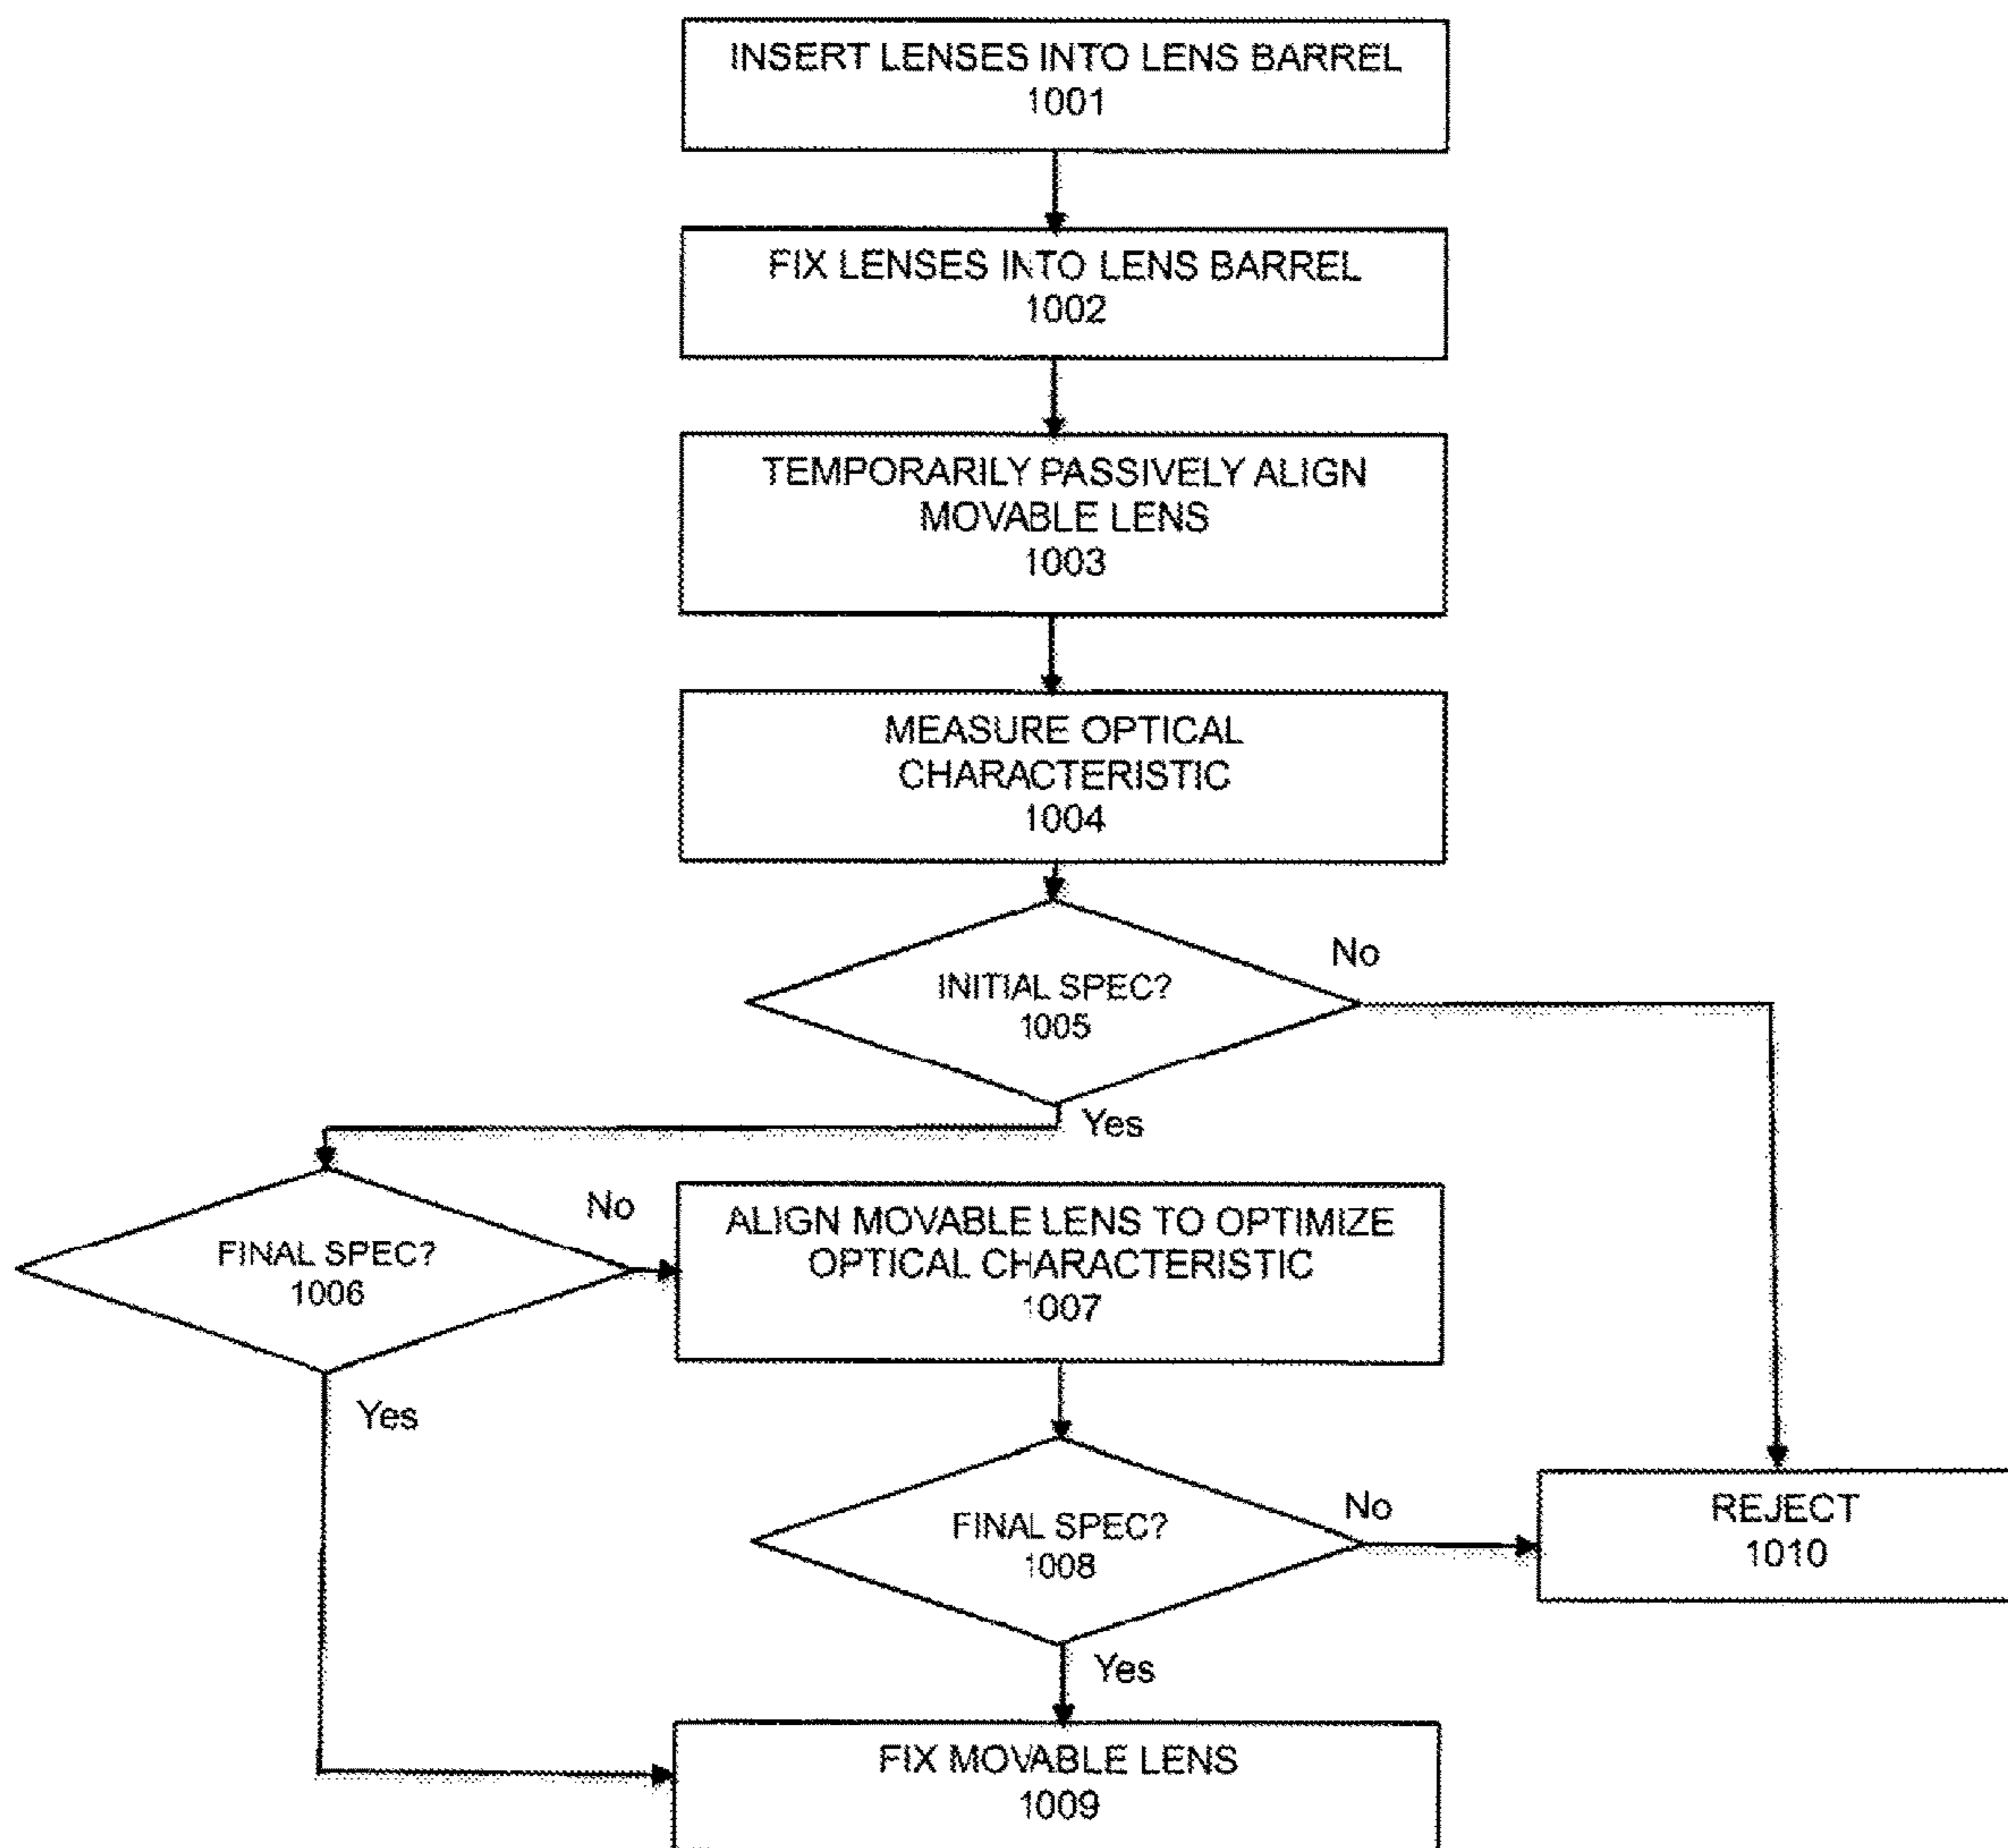 INSERT LENSES INTO LENS BARREL
1001
FIX LENSES INTO LENS BARREL
1002
TEMPORARILY PASSIVELY ALIGN
MOVABLE LENS
1003
MEASURE OPTICAL
CHARACTERISTIC
1004
INITIAL SPEC?
1005
No
Yes
FINAL SPEC?
1006
No
Yes
ALIGN MOVABLE LENS TO OPTIMIZE
OPTICAL CHARACTERISTIC
1007
FINAL SPEC?
1008
No
Yes
REJECT
1010
FIX MOVABLE LENS
1009